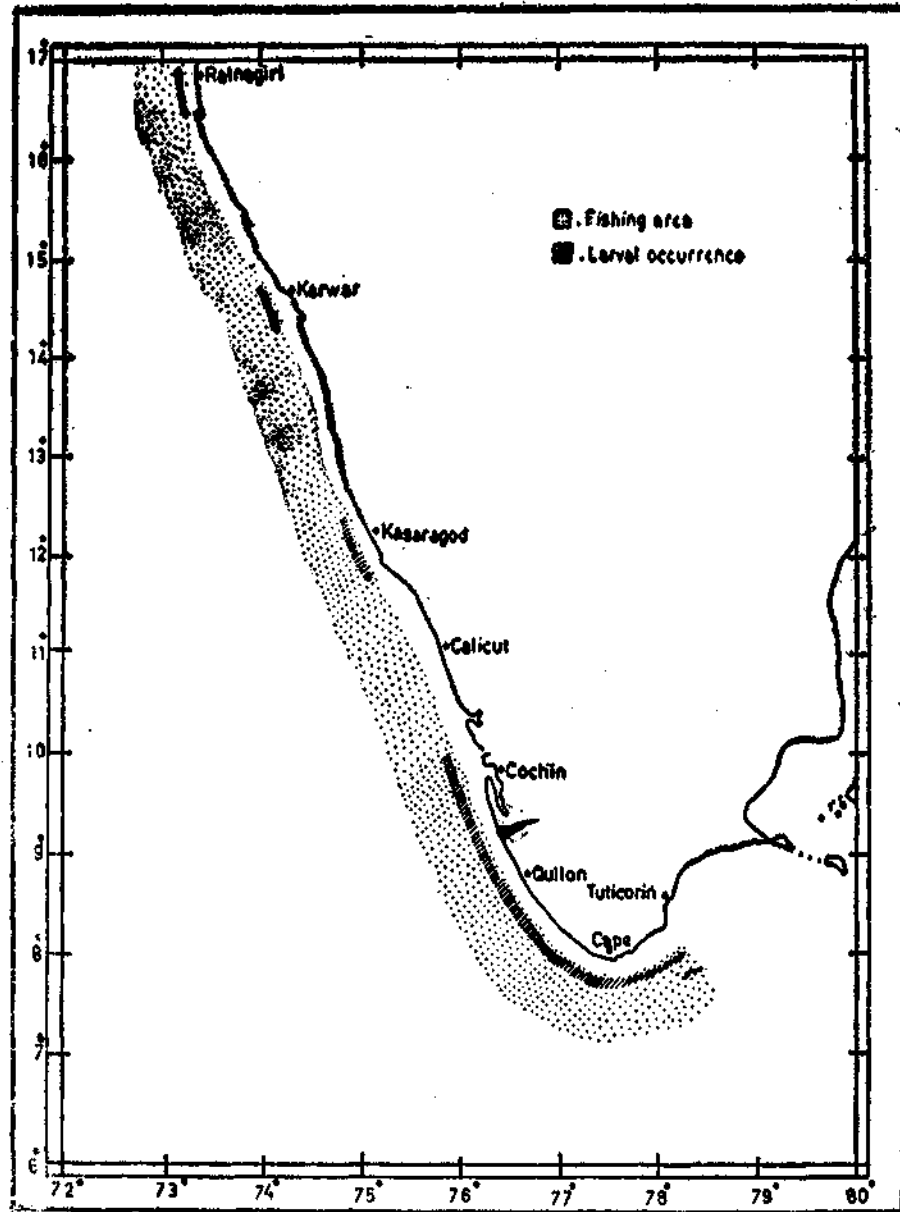 17°
Ratnagiri
16°
Fishing area
Larval occurrence
15°
Karwar
14°
13°
Kasaragod
12°
11°
Calicut
10°
Cochin
9°
Quilon
Tuticorin
Cape
8°
7°
6°
72° 73° 74° 75° 76° 77° 78° 79° 80°